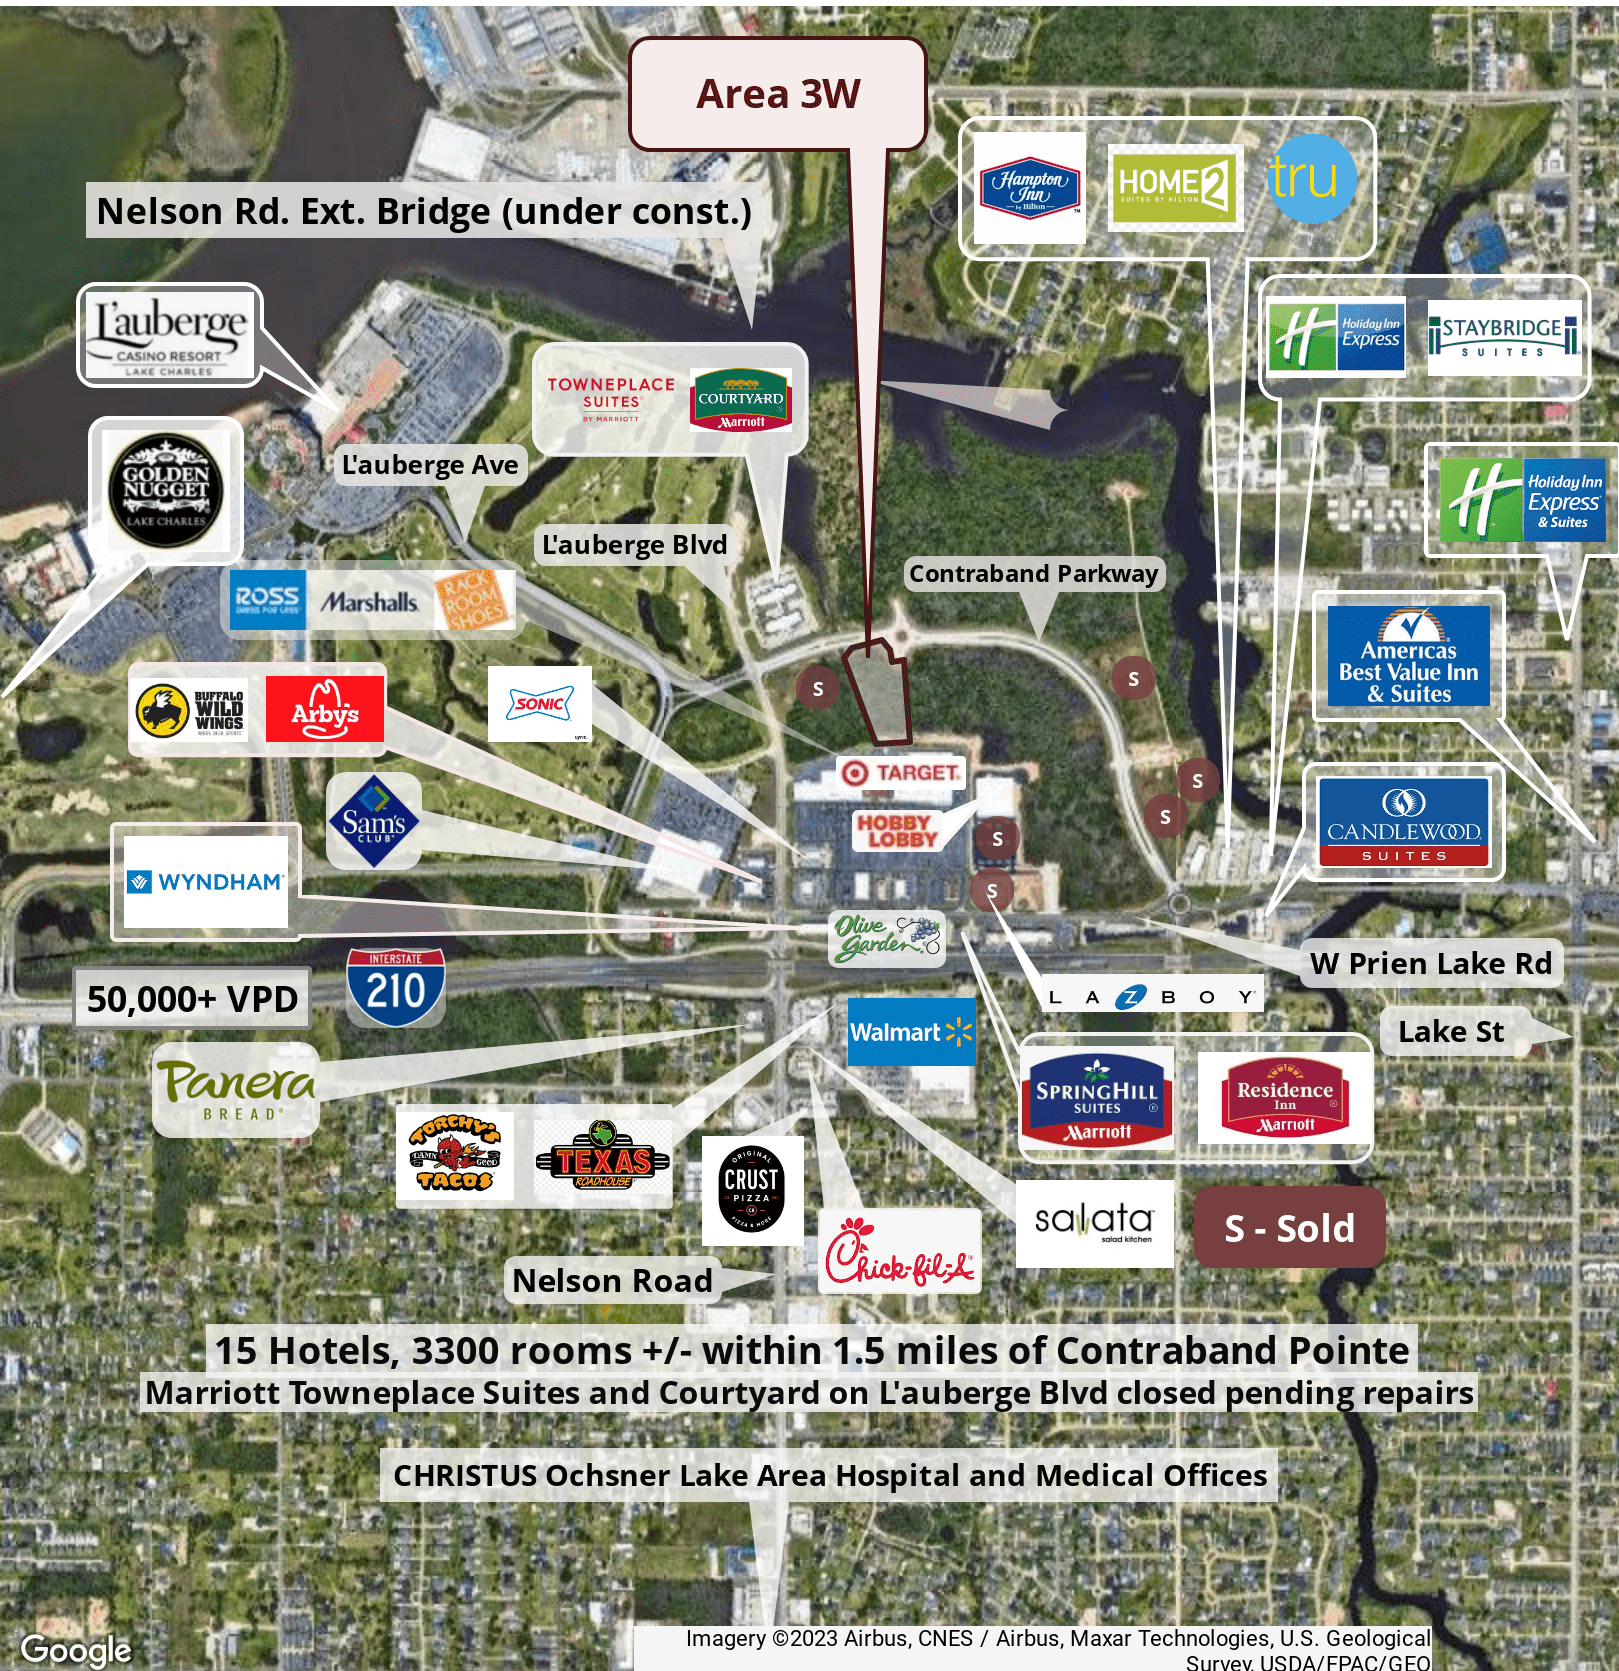 Area 3W
Hampton
Inn
by Hilton
™
HOME2
SUITES BY HILTON
tru
Nelson Rd. Ext. Bridge (under const.)
L'auberge
CASINO RESORT
LAKE CHARLES
Holiday Inn
Express
STAYBRIDGE
SUITES
TOWNEPLACE
SUITES
BY MARRIOTT
COURTYARD
Marriott
GOLDEN
NUGGET
LAKE CHARLES
L'auberge Ave
Holiday Inn
Express
& Suites
L'auberge Blvd
Contraband Parkway
ROSS
DRESS FOR LESS
Marshalls
RACK
ROOM
SHOES
Americas
Best Value Inn
& Suites
BUFFALO
WILD
WINGS
Arby's
SONIC
S
S
TARGET
Sam's
CLUB
HOBBY
LOBBY
S
S
S
S
CANDLEWOOD
SUITES
WYNDHAM
Olive
Garden
W Prien Lake Rd
50,000+ VPD
INTERSTATE
210
LAZBOY
Walmart
Lake St
Panera
BREAD®
SPRINGHILL
SUITES ®
Marriott
Residence
Inn ®
Marriott
TORCHY'S
DAMN GOOD
TACOS
TEXAS
ROADHOUSE
ORIGINAL
CRUST
PIZZA
PIZZA & MORE
salata
salad kitchen
S - Sold
Chick-fil-A
Nelson Road
15 Hotels, 3300 rooms +/- within 1.5 miles of Contraband Pointe
Marriott Towneplace Suites and Courtyard on L'auberge Blvd closed pending repairs
CHRISTUS Ochsner Lake Area Hospital and Medical Offices
Google
Imagery ©2023 Airbus, CNES / Airbus, Maxar Technologies, U.S. Geological
Survey, USDA/FPAC/GEO